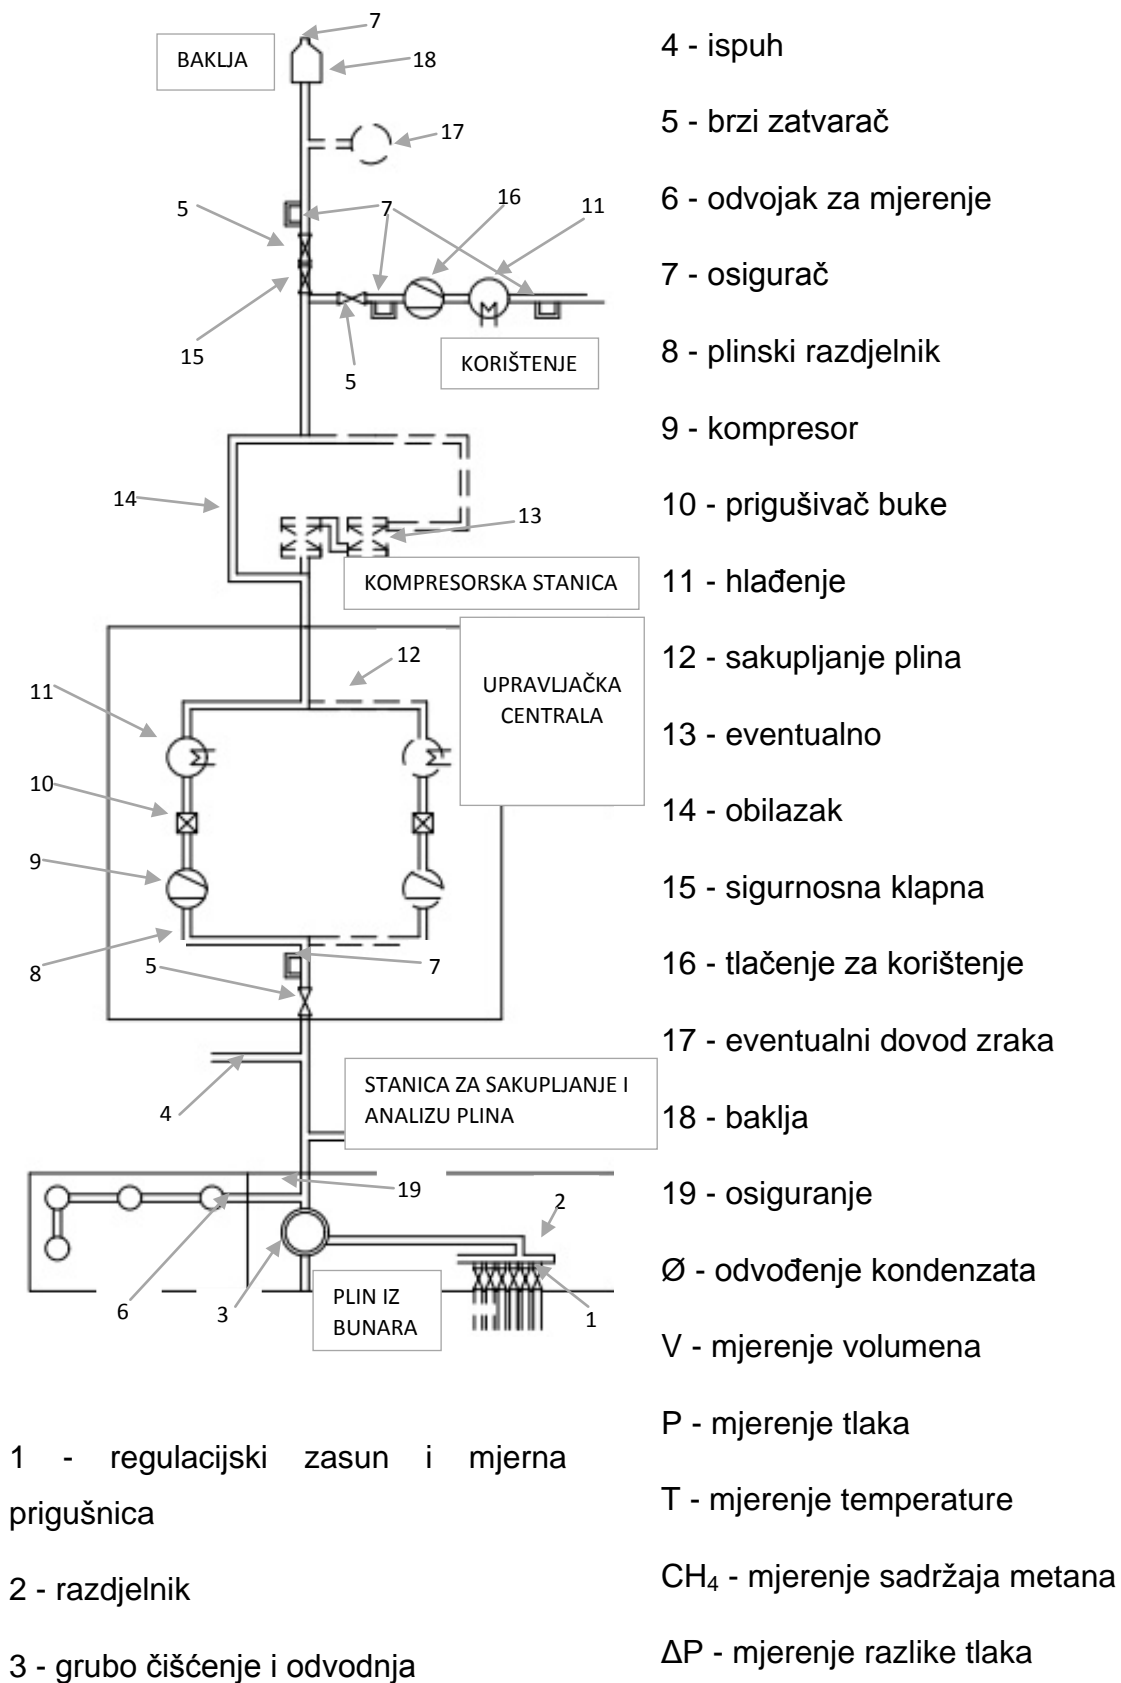 7
BAKLJA
18
17
5
7
16
11
15
5
KORIŠTENJE
14
13
KOMPRESORSKA STANICA
12
UPRAVLJAČKA
CENTRALA
11
10
9
8
5
7
4
STANICA ZA SAKUPLJANJE I
ANALIZU PLINA
19
2
6
3
PLIN IZ
BUNARA
1
1 - regulacijski zasun i mjerna
prigušnica
2 - razdjelnik
3 - grubo čišćenje i odvodnja
4 - ispuh
5 - brzi zatvarač
6 - odvojak za mjerenje
7 - osigurač
8 - plinski razdjelnik
9 - kompresor
10 - prigušivač buke
11 - hlađenje
12 - sakupljanje plina
13 - eventualno
14 - obilazak
15 - sigurnosna klapna
16 - tlačenje za korištenje
17 - eventualni dovod zraka
18 - baklja
19 - osiguranje
Ø - odvođenje kondenzata
V - mjerenje volumena
P - mjerenje tlaka
T - mjerenje temperature
CH₄ - mjerenje sadržaja metana
ΔP - mjerenje razlike tlaka